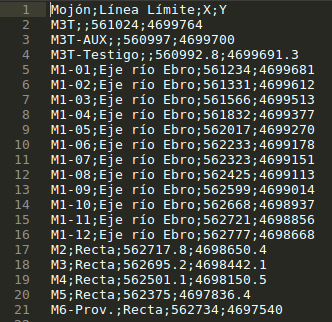 1 Mojón;Línea Límite;X;Y
2 M3T;;561024;4699764
3 M3T-AUX;;560997;4699700
4 M3T-Testigo;;560992.8;4699691.3
5 M1-01;Eje río Ebro;561234;4699681
6 M1-02;Eje río Ebro;561331;4699612
7 M1-03;Eje río Ebro;561566;4699513
8 M1-04;Eje río Ebro;561832;4699377
9 M1-05;Eje río Ebro;562017;4699270
10 M1-06;Eje río Ebro;562233;4699178
11 M1-07;Eje río Ebro;562323;4699151
12 M1-08;Eje río Ebro;562425;4699113
13 M1-09;Eje río Ebro;562599;4699014
14 M1-10;Eje río Ebro;562668;4698937
15 M1-11;Eje río Ebro;562721;4698856
16 M1-12;Eje río Ebro;562777;4698668
17 M2;Recta;562717.8;4698650.4
18 M3;Recta;562695.2;4698442.1
19 M4;Recta;562501.1;4698150.5
20 M5;Recta;562375;4697836.4
21 M6-Prov.;Recta;562734;4697540